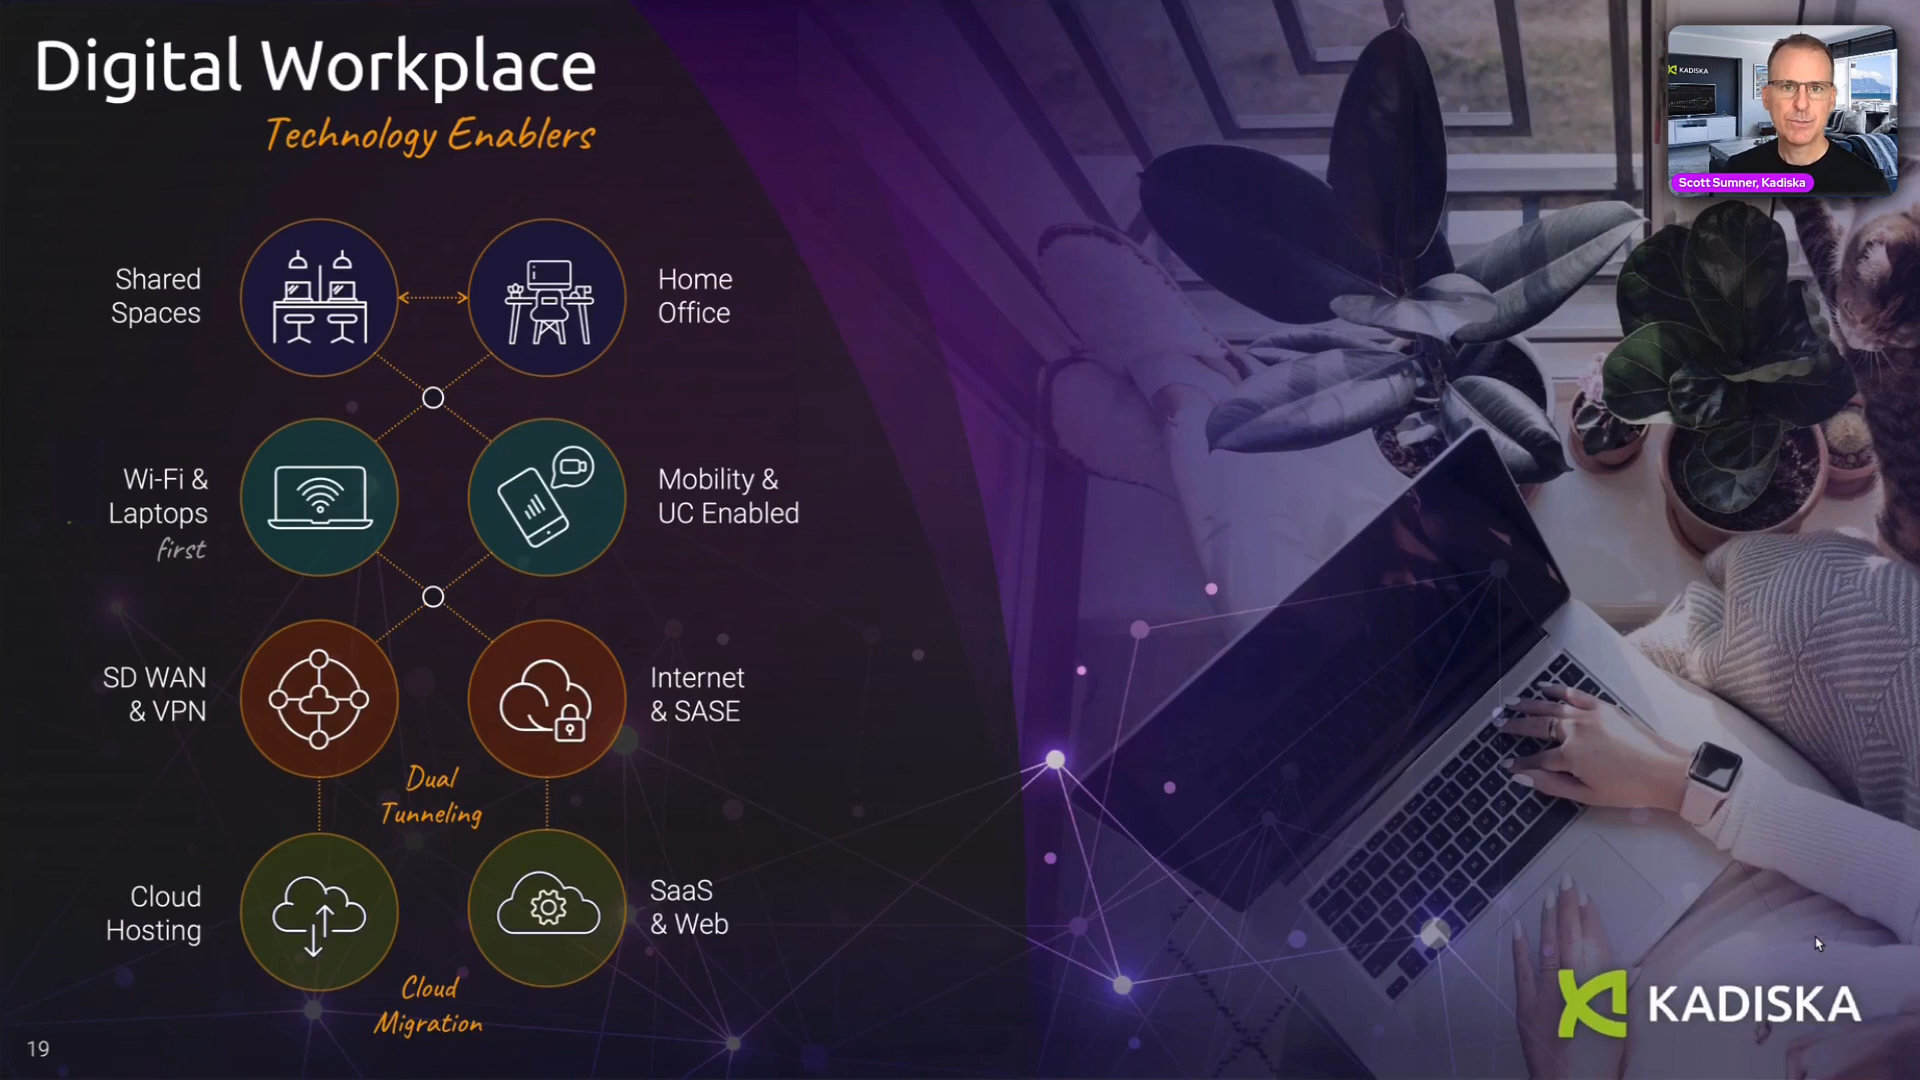 Digital Workplace
Technology Enablers
KADISKA
Scott Sumner, Kadiska
Shared
Spaces
Home
Office
Wi-Fi &
Laptops
first
Mobility &
UC Enabled
SD WAN
& VPN
Internet
& SASE
Dual
Tunneling
Cloud
Hosting
SaaS
& Web
Cloud
Migration
KADISKA
19